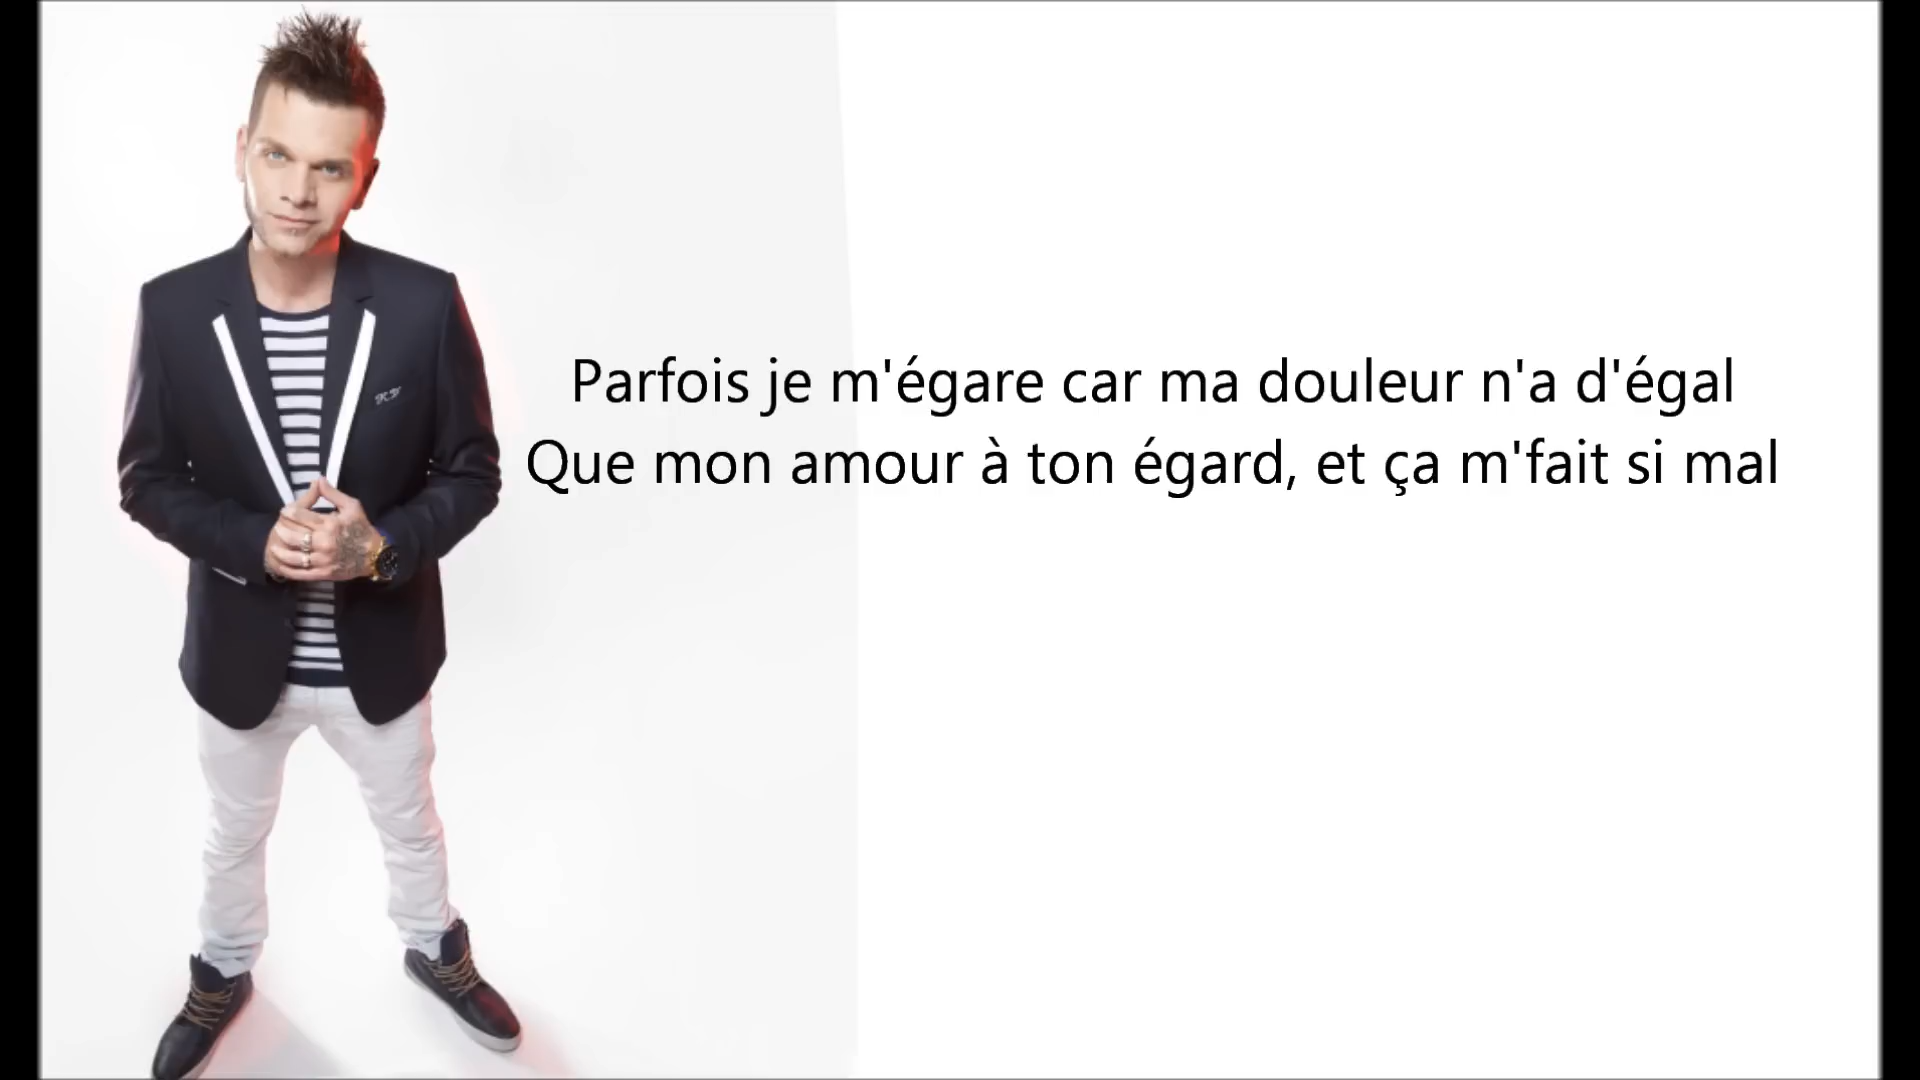 Parfois je m'égare car ma douleur n'a d'égal
Que mon amour à ton égard, et ça m'fait si mal